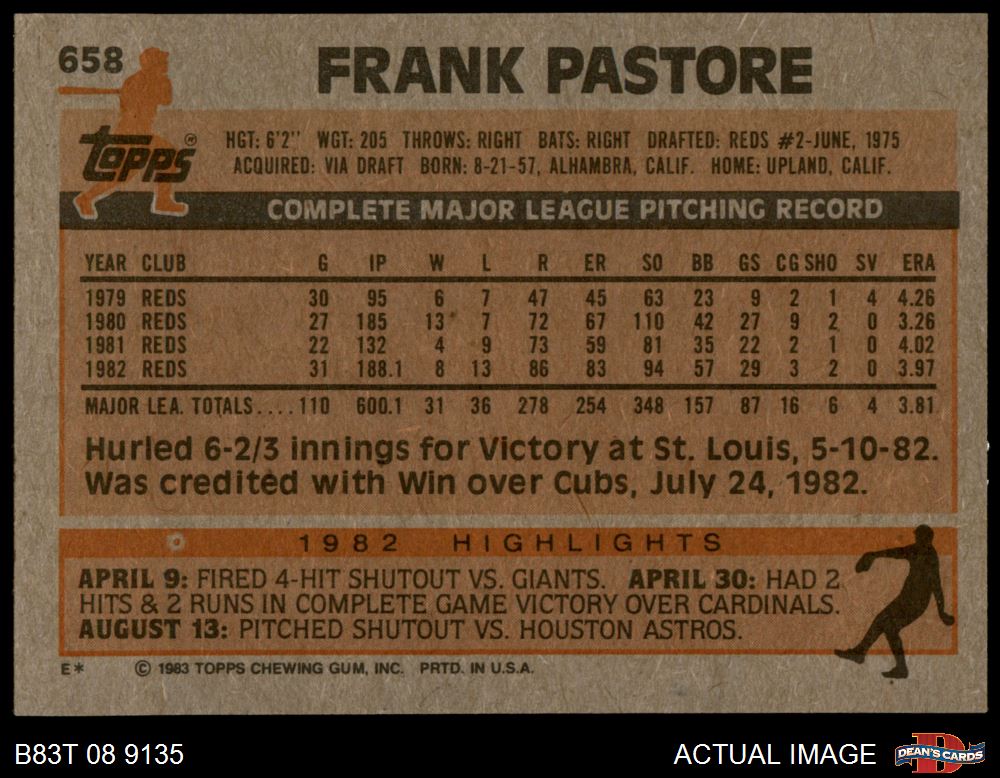 658 FRANK PASTORE
topps®
HGT: 6'2" WGT: 205 THROWS: RIGHT BATS: RIGHT DRAFTED: REDS #2-JUNE, 1975
ACQUIRED: VIA DRAFT BORN: 8-21-57, ALHAMBRA, CALIF. HOME: UPLAND, CALIF.
COMPLETE MAJOR LEAGUE PITCHING RECORD
YEAR CLUB G IP W L R ER SO BB GS CG SHO SV ERA
1979 REDS 30 95 6 7 47 45 63 23 9 2 1 4 4.26
1980 REDS 27 185 13 7 72 67 110 42 27 9 2 0 3.26
1981 REDS 22 132 4 9 73 59 81 35 22 2 1 0 4.02
1982 REDS 31 188.1 8 13 86 83 94 57 29 3 2 0 3.97
MAJOR LEA. TOTALS....110 600.1 31 36 278 254 348 157 87 16 6 4 3.81
Hurled 6-2/3 innings for Victory at St. Louis, 5-10-82.
Was credited with Win over Cubs, July 24, 1982.
1982 HIGHLIGHTS
APRIL 9: FIRED 4-HIT SHUTOUT VS. GIANTS. APRIL 30: HAD 2
HITS & 2 RUNS IN COMPLETE GAME VICTORY OVER CARDINALS.
AUGUST 13: PITCHED SHUTOUT VS. HOUSTON ASTROS.
E* © 1983 TOPPS CHEWING GUM, INC. PRTD. IN U.S.A.
B83T 08 9135 ACTUAL IMAGE DEAN'S CARDS